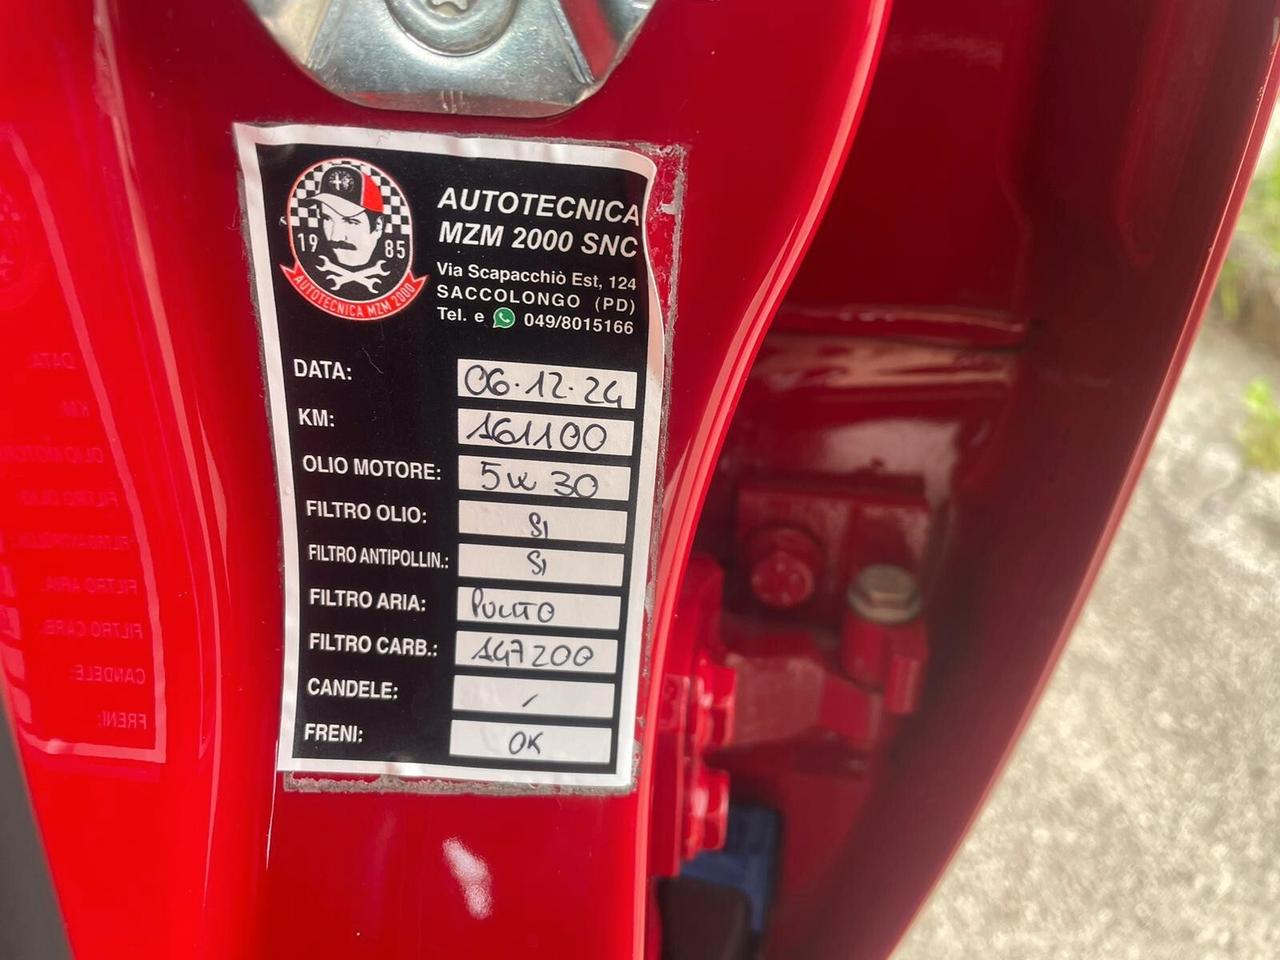 19 85
AUTOTECNICA MZM 2000
AUTOTECNICA
MZM 2000 SNC
Via Scapacchiò Est, 124
SACCOLONGO (PD)
Tel. e 049/8015166
DATA: 06.12.24
KM: 161100
OLIO MOTORE: 5w30
FILTRO OLIO: SI
FILTRO ANTIPOLLIN.: SI
FILTRO ARIA: PULITO
FILTRO CARB.: 147200
CANDELE: /
FRENI: OK